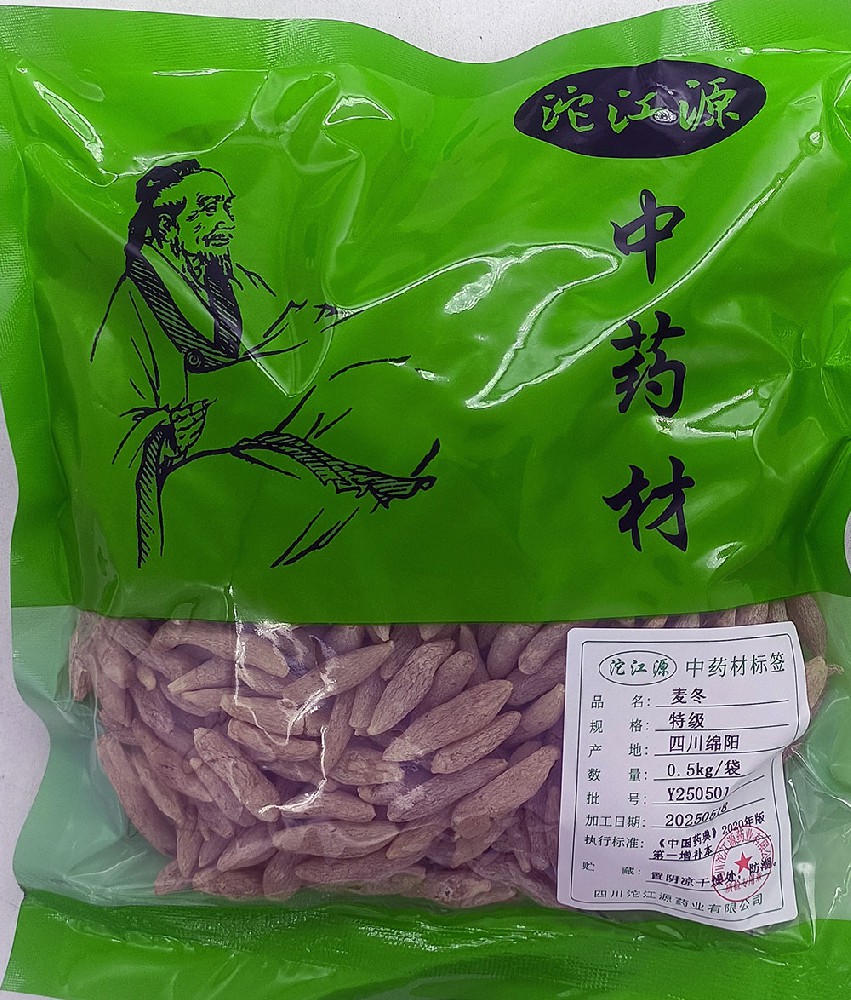 沱江源
中药材
沱江源 中药材标签
品 名: 麦冬
规 格: 特级
产 地: 四川绵阳
数 量: 0.5kg/袋
批 号: Y250501
加工日期: 202505
执行标准: 《中国药典》2020年版
第一增补本
贮 藏: 置阴凉干燥处,防潮。
四川沱江源药业有限公司